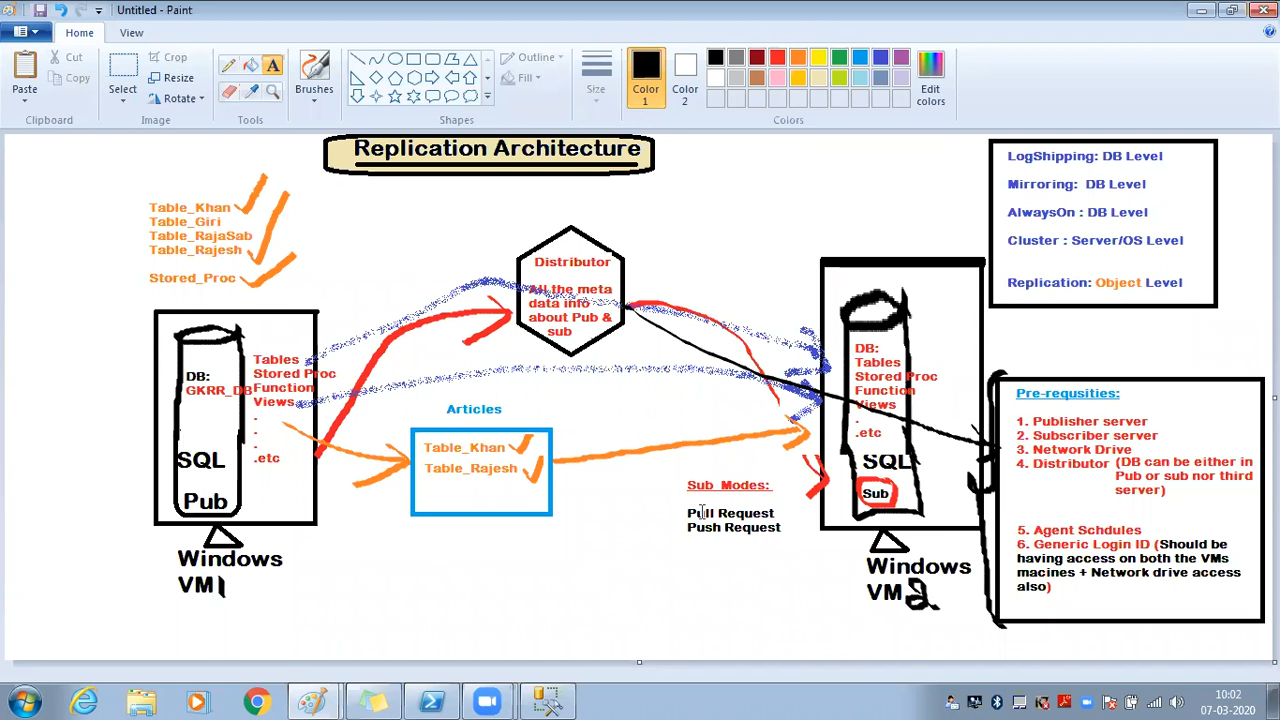 Untitled - Paint
Home
View
Paste
Cut
Copy
Clipboard
Select
Crop
Resize
Rotate
Image
A
Tools
Brushes
Outline
Fill
Shapes
Size
Color
1
Color
2
Edit
colors
Colors
Replication Architecture
Table_Khan
Table_Giri
Table_RajaSab
Table_Rajesh
Stored_Proc
Distributor
All the meta
data info
about Pub &
sub
LogShipping: DB Level
Mirroring: DB Level
AlwaysOn : DB Level
Cluster : Server/OS Level
Replication: Object Level
DB:
GKRR_DB
Tables
Stored Proc
Function
Views
.
.
.etc
SQL
Pub
Windows
VM1
Articles
Table_Khan
Table_Rajesh
Sub Modes:
Pull Request
Push Request
DB:
Tables
Stored Proc
Function
Views
.
.etc
SQL
Sub
Windows
VM2
Pre-requsities:
1. Publisher server
2. Subscriber server
3. Network Drive
4. Distributor (DB can be either in
Pub or sub nor third
server)
5. Agent Schdules
6. Generic Login ID (Should be
having access on both the VMs
macines + Network drive access
also)
10:02
07-03-2020